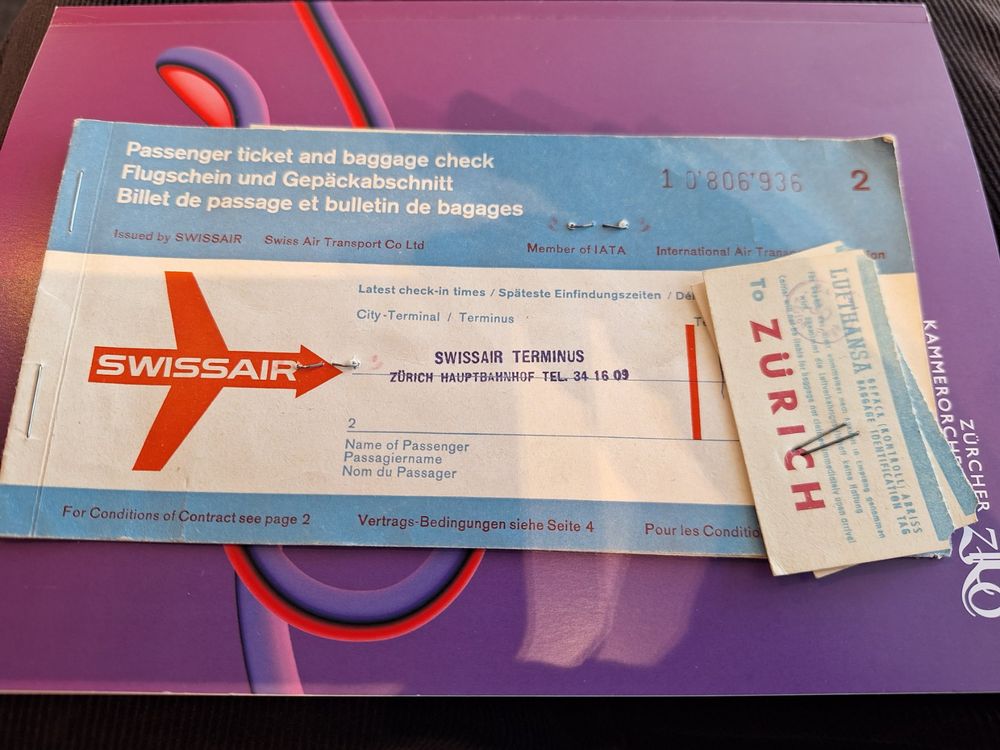 Passenger ticket and baggage check
Flugschein und Gepäckabschnitt
Billet de passage et bulletin de bagages
1 0'806'936 2
Issued by SWISSAIR Swiss Air Transport Co Ltd
Member of IATA International Air
Latest check-in times / Späteste Einfindungszeiten /
City-Terminal / Terminus
SWISSAIR
SWISSAIR TERMINUS
ZÜRICH HAUPTBAHNHOF TEL. 34 16 09
2
Name of Passenger
Passagiername
Nom du Passager
For Conditions of Contract see page 2 Vertrags-Bedingungen siehe Seite 4 Pour les
LUFTHANSA
GEPÄCK (KONTROLL) ABRISS
BAGGAGE IDENTIFICATION TAG
To ZÜRICH
ZÜRCHER
KAMMERORCHE
ZKO